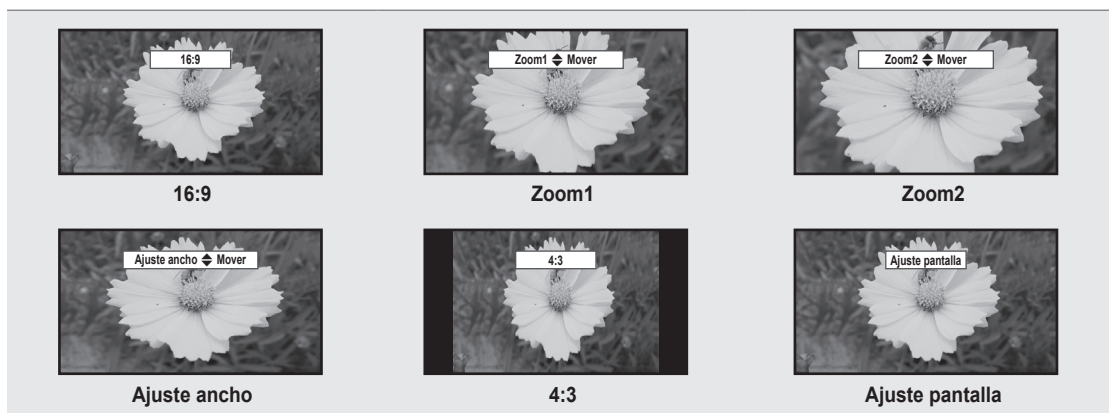 16:9
Zoom1 ♦ Mover
Zoom2 ♦ Mover
16:9
Zoom1
Zoom2
Ajuste ancho ♦ Mover
4:3
Ajuste pantalla
Ajuste ancho
4:3
Ajuste pantalla